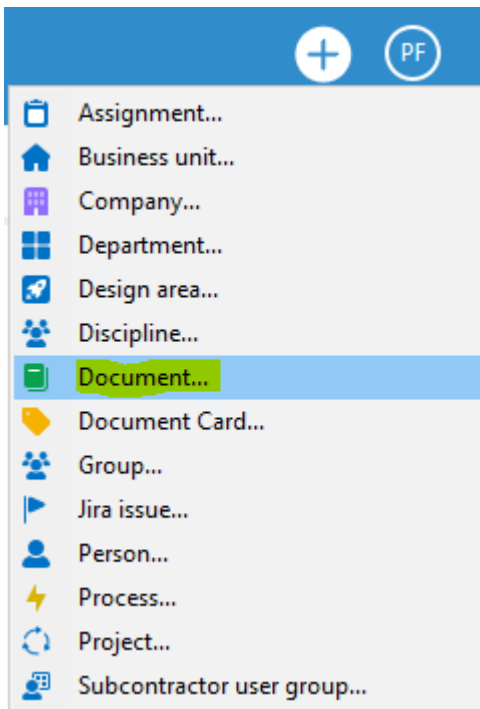 PF
Assignment...
Business unit...
Company...
Department...
Design area...
Discipline...
Document...
Document Card...
Group...
Jira issue...
Person...
Process...
Project...
Subcontractor user group...